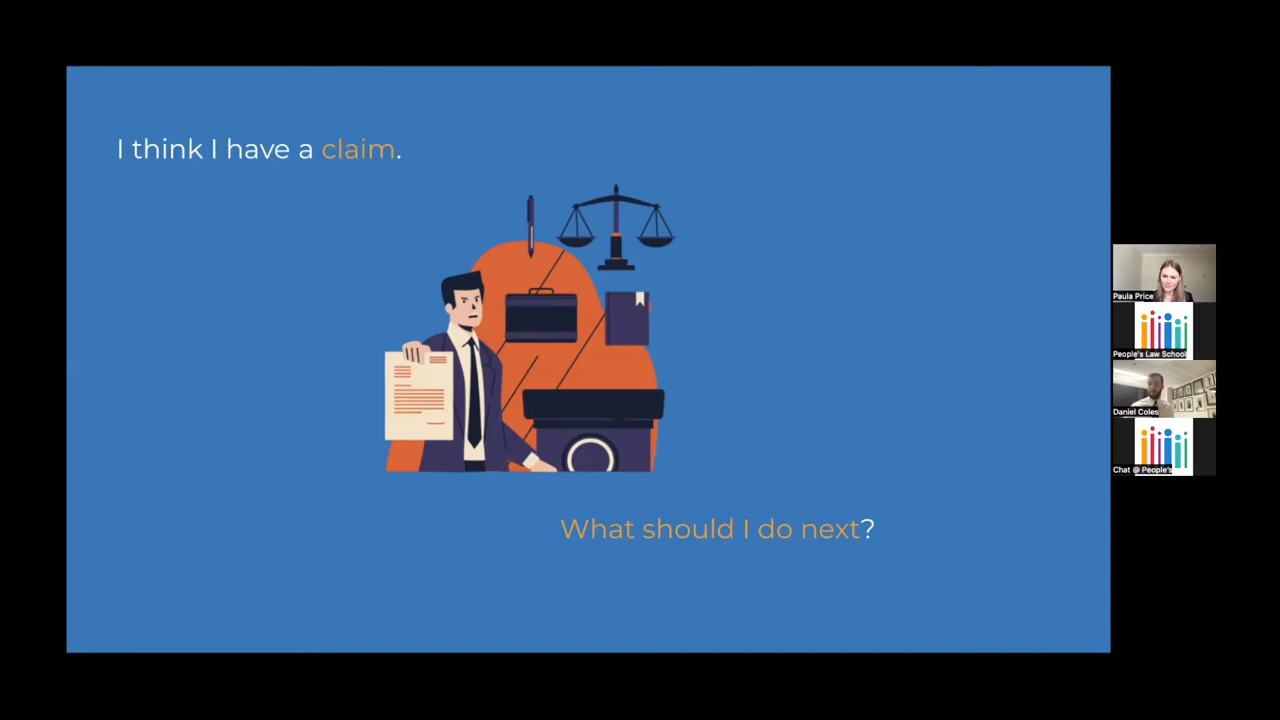 I think I have a claim.
What should I do next?
Paula Price
People's Law School
Daniel Coles
Chat @ People's